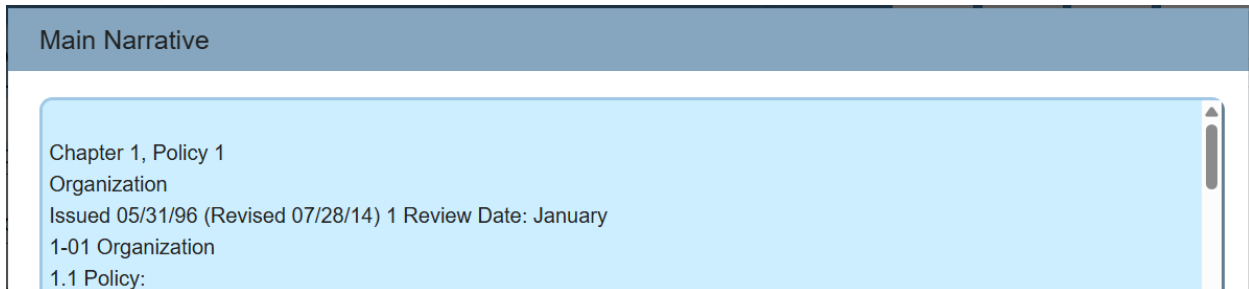 Main Narrative
Chapter 1, Policy 1
Organization
Issued 05/31/96 (Revised 07/28/14) 1 Review Date: January
1-01 Organization
1.1 Policy: